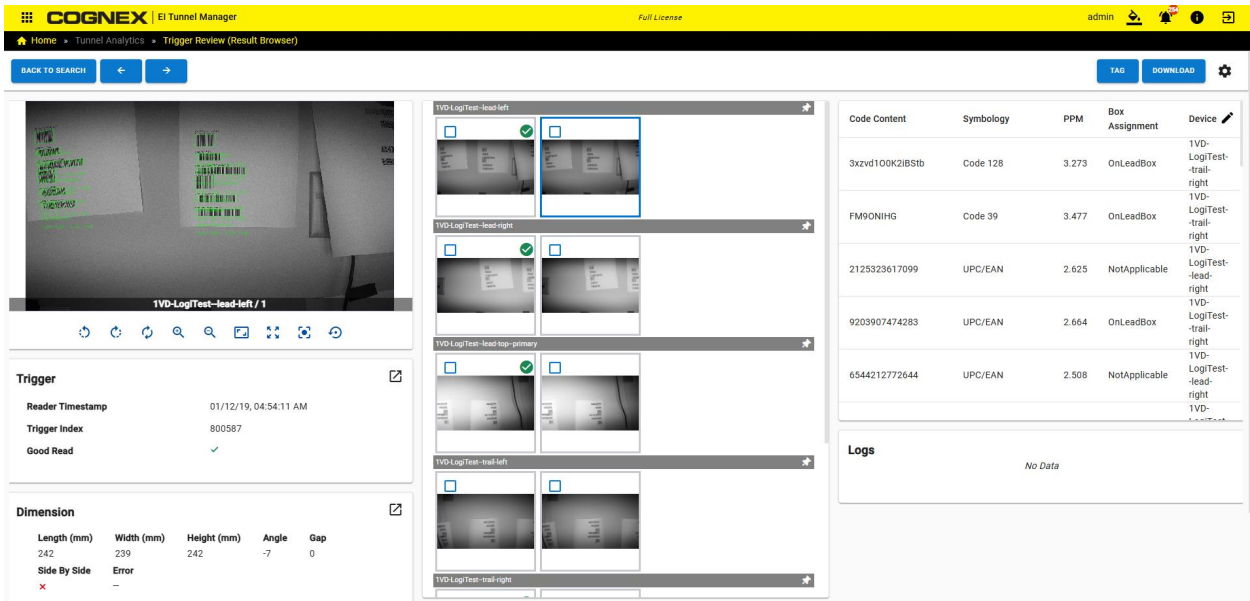 COGNEX | EI Tunnel Manager
Full License
admin
264
Home » Tunnel Analytics » Trigger Review (Result Browser)
BACK TO SEARCH
TAG
DOWNLOAD
1VD-LogiTest--lead-left / 1
Trigger
Reader Timestamp 01/12/19, 04:54:11 AM
Trigger Index 800587
Good Read
Dimension
Length (mm) Width (mm) Height (mm) Angle Gap
242 239 242 -7 0
Side By Side Error
—
1VD-LogiTest--lead-left
1VD-LogiTest--lead-right
1VD-LogiTest--lead-top--primary
1VD-LogiTest--trail-left
1VD-LogiTest--trail-right
Code Content Symbology PPM Box Assignment Device
3xzvd1O0K2iBStb Code 128 3.273 OnLeadBox 1VD-LogiTest--trail-right
FM9ONIHG Code 39 3.477 OnLeadBox 1VD-LogiTest--trail-right
2125323617099 UPC/EAN 2.625 NotApplicable 1VD-LogiTest--lead-right
9203907474283 UPC/EAN 2.664 OnLeadBox 1VD-LogiTest--trail-right
6544212772644 UPC/EAN 2.508 NotApplicable 1VD-LogiTest--lead-right
1VD-
Logs
No Data